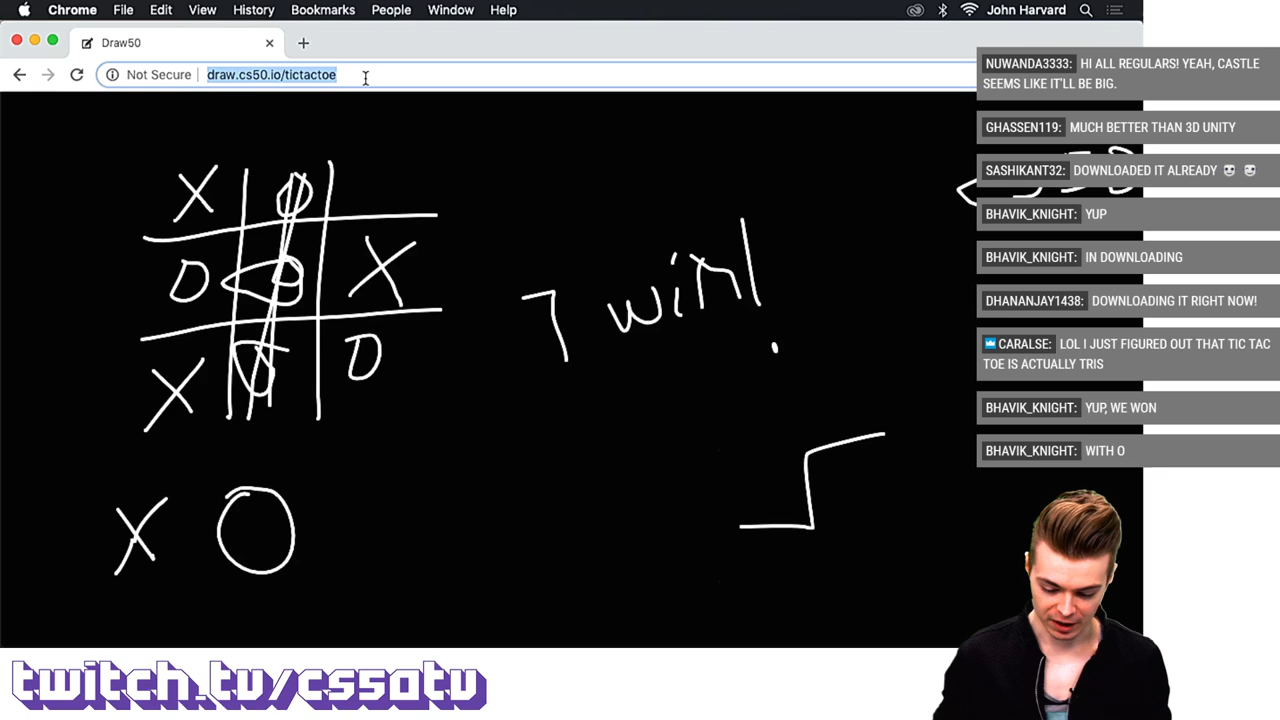 Chrome File Edit View History Bookmarks People Window Help John Harvard
Draw50
Not Secure draw.cs50.io/tictactoe
NUWANDA3333: HI ALL REGULARS! YEAH, CASTLE
SEEMS LIKE IT'LL BE BIG.
GHASSEN119: MUCH BETTER THAN 3D UNITY
SASHIKANT32: DOWNLOADED IT ALREADY
BHAVIK_KNIGHT: YUP
BHAVIK_KNIGHT: IN DOWNLOADING
DHANANJAY1438: DOWNLOADING IT RIGHT NOW!
CARALSE: LOL I JUST FIGURED OUT THAT TIC TAC
TOE IS ACTUALLY TRIS
BHAVIK_KNIGHT: YUP, WE WON
BHAVIK_KNIGHT: WITH O
X O
O O X
X O O
win!
X O
twitch.tv/cs50tv